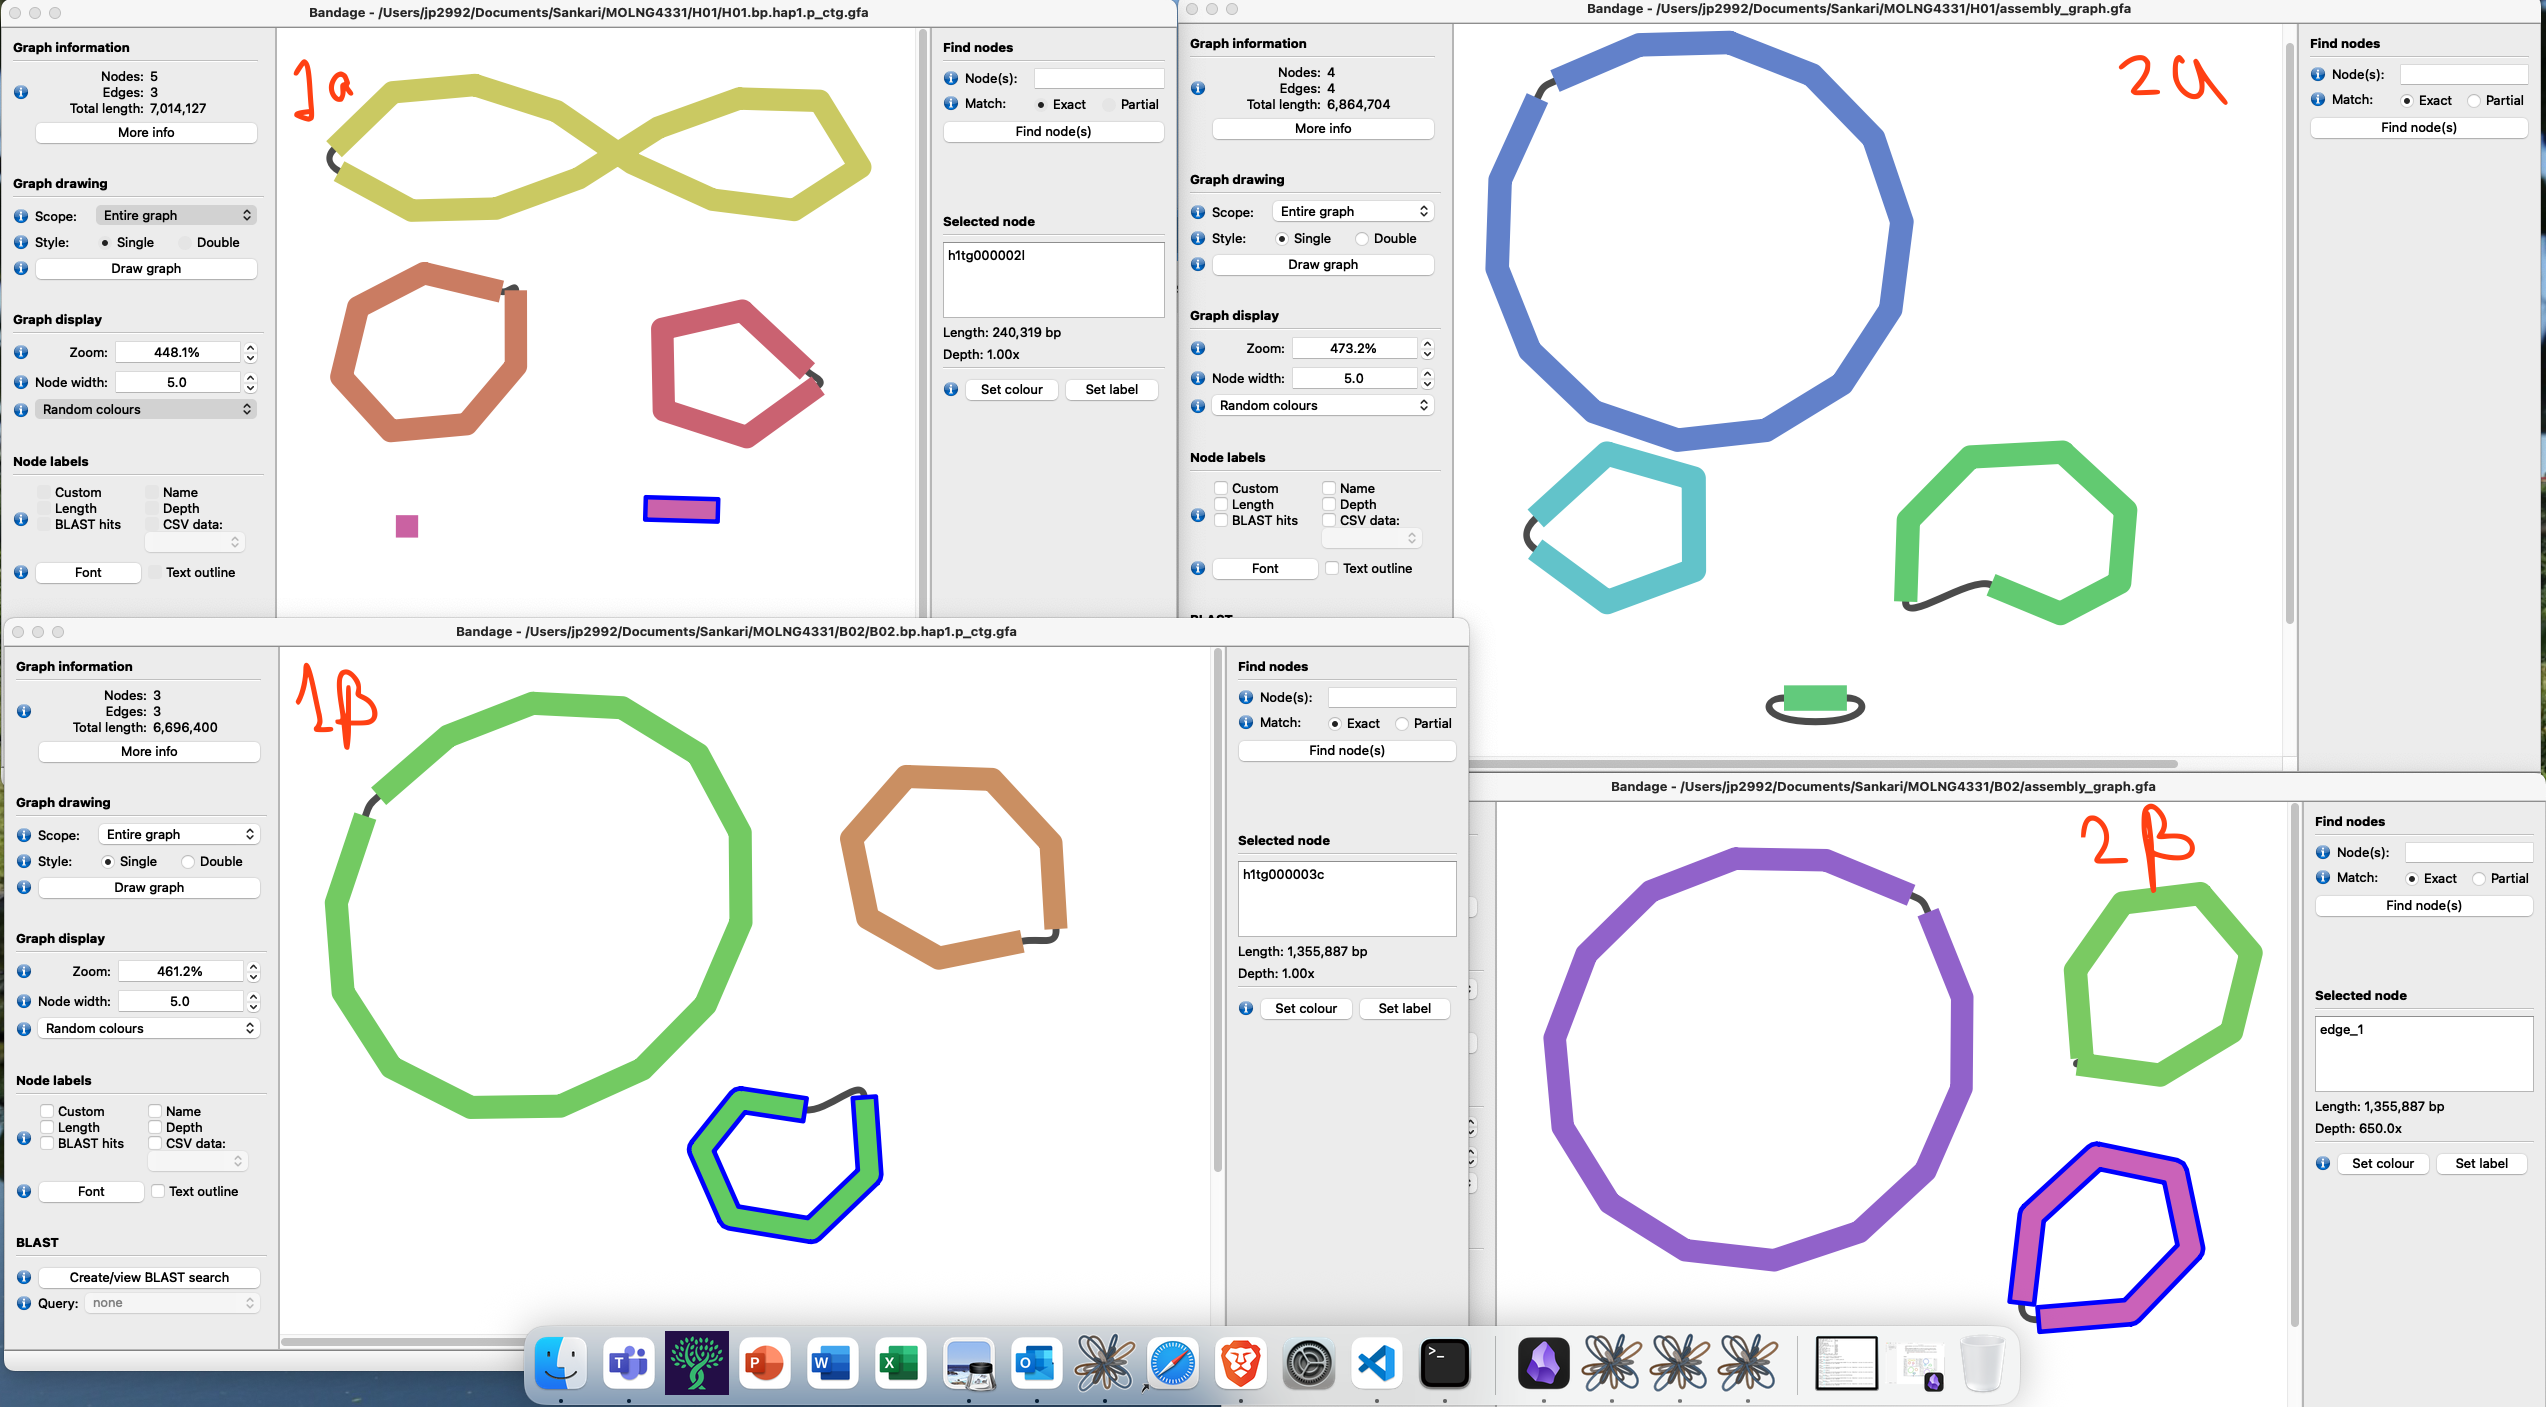 Bandage - /Users/jp2992/Documents/Sankari/MOLNG4331/H01/H01.bp.hap1.p_ctg.gfa
Graph information
Nodes: 5
Edges: 3
Total length: 7,014,127
More info
Graph drawing
Scope: Entire graph
Style: Single Double
Draw graph
Graph display
Zoom: 448.1%
Node width: 5.0
Random colours
Node labels
Custom Name
Length Depth
BLAST hits CSV data:
Font Text outline
1a
Find nodes
Node(s):
Match: Exact Partial
Find node(s)
Selected node
h1tg000002l
Length: 240,319 bp
Depth: 1.00x
Set colour Set label
Bandage - /Users/jp2992/Documents/Sankari/MOLNG4331/H01/assembly_graph.gfa
Graph information
Nodes: 4
Edges: 4
Total length: 6,864,704
More info
Graph drawing
Scope: Entire graph
Style: Single Double
Draw graph
Graph display
Zoom: 473.2%
Node width: 5.0
Random colours
Node labels
Custom Name
Length Depth
BLAST hits CSV data:
Font Text outline
2a
Find nodes
Node(s):
Match: Exact Partial
Find node(s)
Bandage - /Users/jp2992/Documents/Sankari/MOLNG4331/B02/B02.bp.hap1.p_ctg.gfa
Graph information
Nodes: 3
Edges: 3
Total length: 6,696,400
More info
Graph drawing
Scope: Entire graph
Style: Single Double
Draw graph
Graph display
Zoom: 461.2%
Node width: 5.0
Random colours
Node labels
Custom Name
Length Depth
BLAST hits CSV data:
Font Text outline
BLAST
Create/view BLAST search
Query: none
1β
Find nodes
Node(s):
Match: Exact Partial
Find node(s)
Selected node
h1tg000003c
Length: 1,355,887 bp
Depth: 1.00x
Set colour Set label
Bandage - /Users/jp2992/Documents/Sankari/MOLNG4331/B02/assembly_graph.gfa
2β
Find nodes
Node(s):
Match: Exact Partial
Find node(s)
Selected node
edge_1
Length: 1,355,887 bp
Depth: 650.0x
Set colour Set label